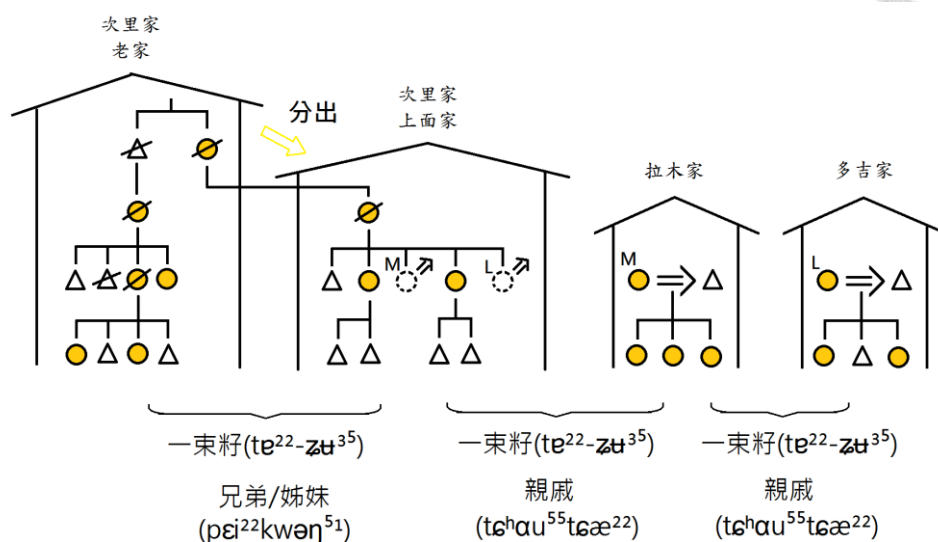 次里家
老家
分出
次里家
上面家
拉木家
多吉家
M
L
M
L
一束籽(tɐ²²-ʑʉ³⁵)
一束籽(tɐ²²-ʑʉ³⁵)
一束籽(tɐ²²-ʑʉ³⁵)
兄弟/姊妹
親戚
親戚
(pɛi²²kwəŋ⁵¹)
(tɕʰɑu⁵⁵tɕæ²²)
(tɕʰɑu⁵⁵tɕæ²²)